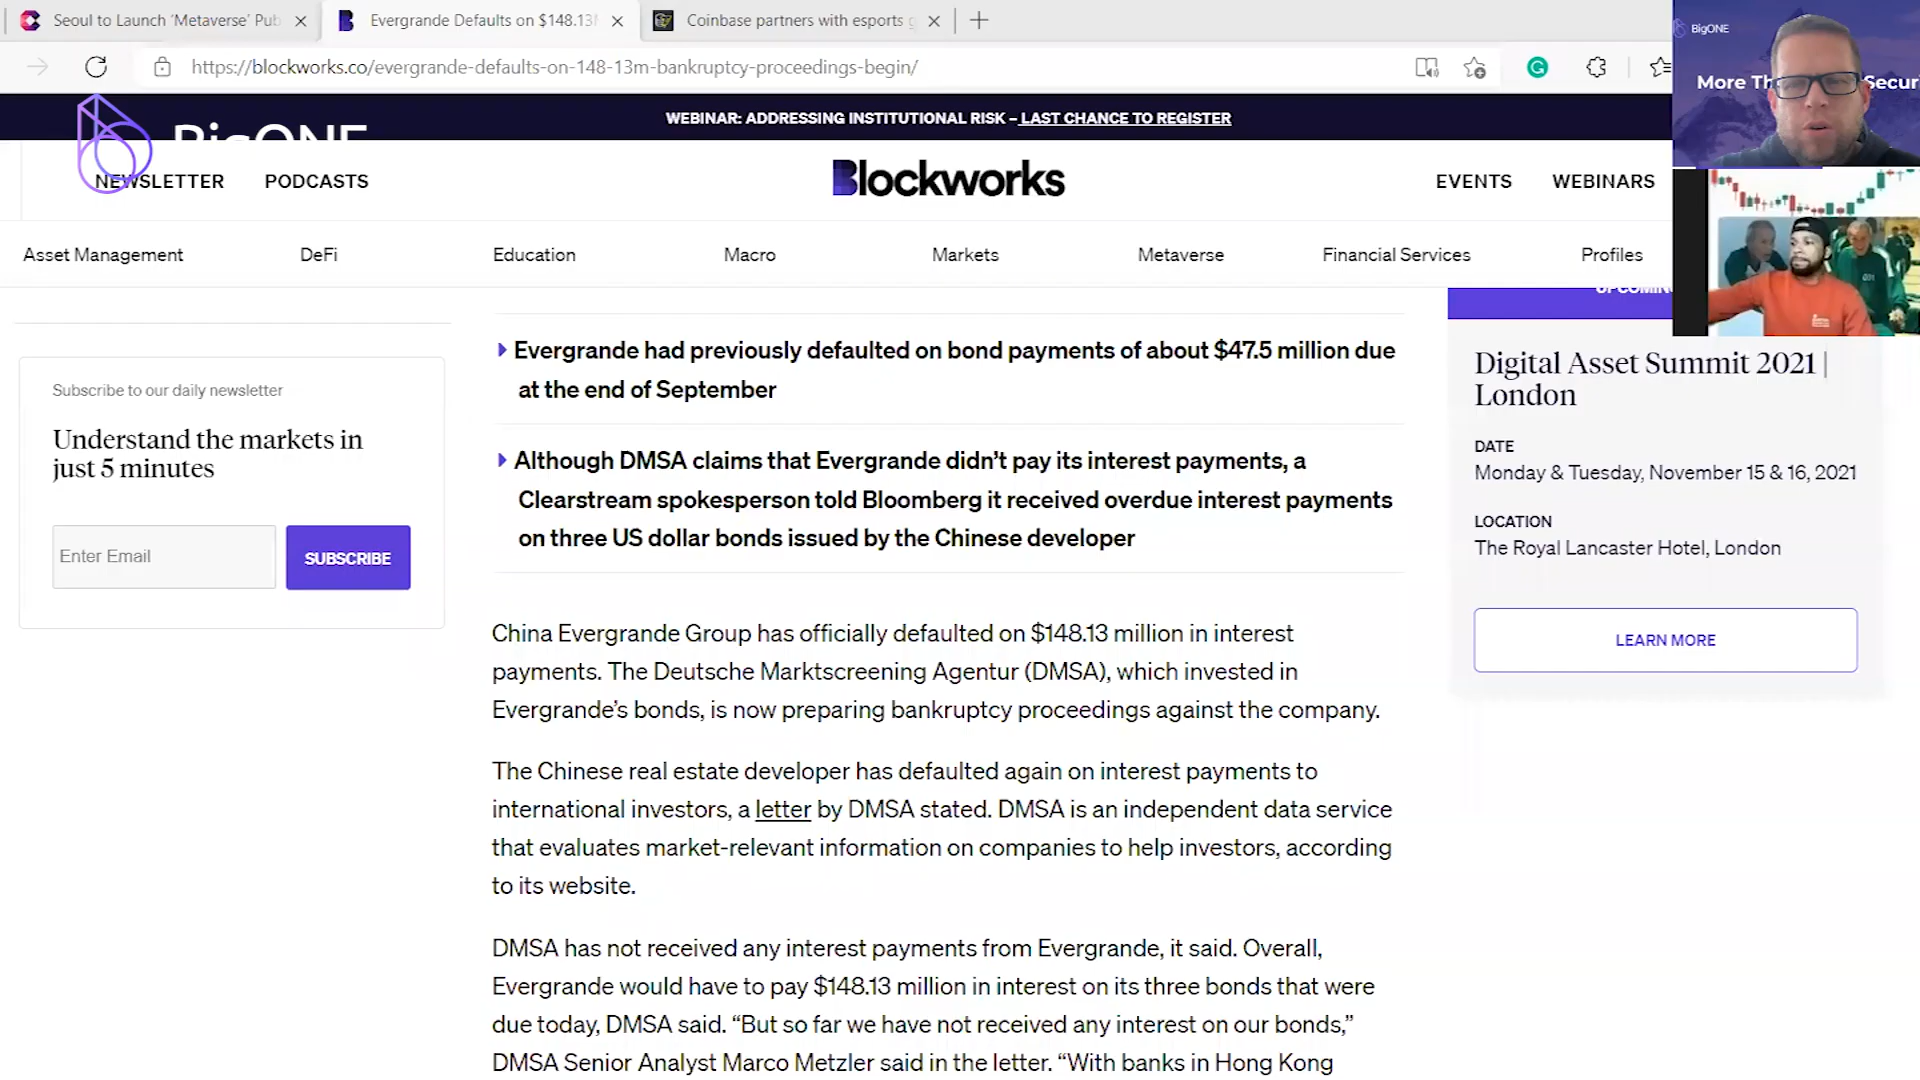 Seoul to Launch ‘Metaverse’ Pub
Evergrande Defaults on $148.13
Coinbase partners with esports
https://blockworks.co/evergrande-defaults-on-148-13m-bankruptcy-proceedings-begin/
BigONE
More Th Secur
WEBINAR: ADDRESSING INSTITUTIONAL RISK – LAST CHANCE TO REGISTER
BigONE
NEWSLETTER PODCASTS Blockworks EVENTS WEBINARS
Asset Management DeFi Education Macro Markets Metaverse Financial Services Profiles
Evergrande had previously defaulted on bond payments of about $47.5 million due
at the end of September
Although DMSA claims that Evergrande didn’t pay its interest payments, a
Clearstream spokesperson told Bloomberg it received overdue interest payments
on three US dollar bonds issued by the Chinese developer
Subscribe to our daily newsletter
Understand the markets in
just 5 minutes
Enter Email SUBSCRIBE
China Evergrande Group has officially defaulted on $148.13 million in interest
payments. The Deutsche Marktscreening Agentur (DMSA), which invested in
Evergrande’s bonds, is now preparing bankruptcy proceedings against the company.
The Chinese real estate developer has defaulted again on interest payments to
international investors, a letter by DMSA stated. DMSA is an independent data service
that evaluates market-relevant information on companies to help investors, according
to its website.
DMSA has not received any interest payments from Evergrande, it said. Overall,
Evergrande would have to pay $148.13 million in interest on its three bonds that were
due today, DMSA said. “But so far we have not received any interest on our bonds,”
DMSA Senior Analyst Marco Metzler said in the letter. “With banks in Hong Kong
UPCOMING
Digital Asset Summit 2021 |
London
DATE
Monday & Tuesday, November 15 & 16, 2021
LOCATION
The Royal Lancaster Hotel, London
LEARN MORE